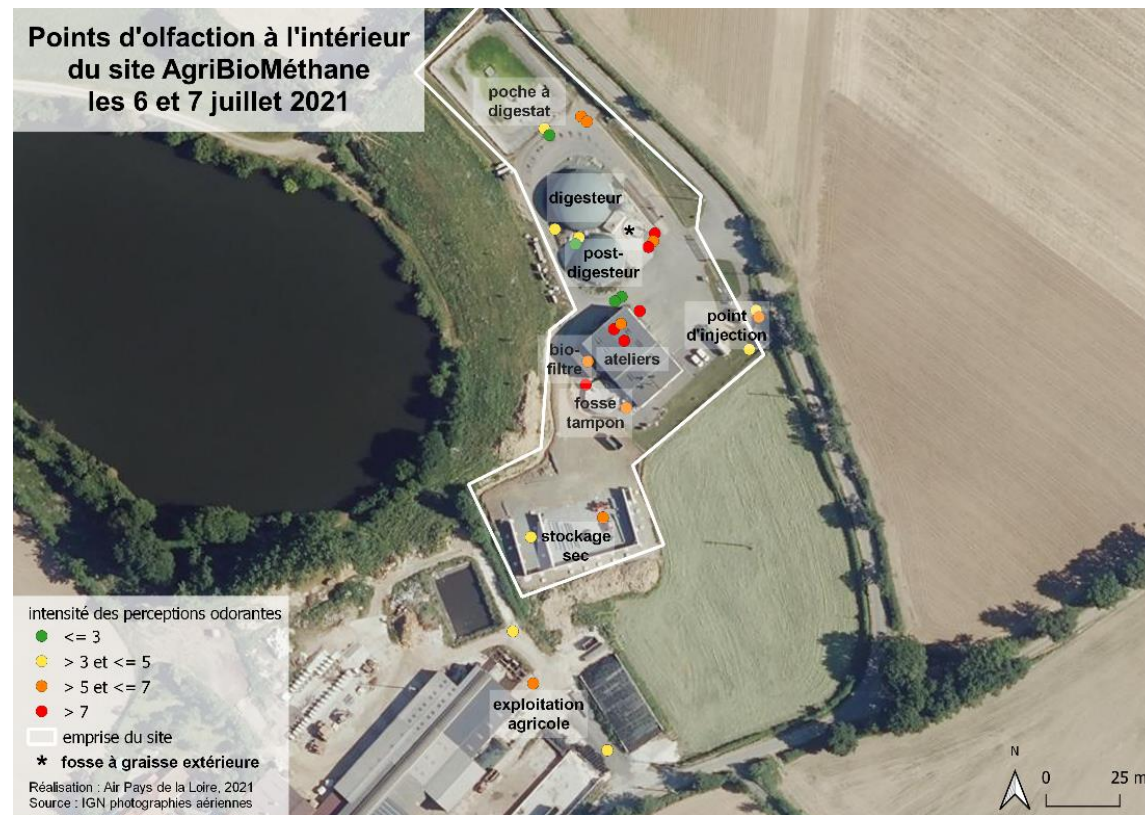 Points d'olfaction à l'intérieur
du site AgriBioMéthane
les 6 et 7 juillet 2021
poche à
digestat
digesteur
*
post-
digesteur
point
d'injection
bio-
filtre
ateliers
fosse
tampon
stockage
sec
exploitation
agricole
intensité des perceptions odorantes
<= 3
> 3 et <= 5
> 5 et <= 7
> 7
emprise du site
* fosse à graisse extérieure
Réalisation : Air Pays de la Loire, 2021
Source : IGN photographies aériennes
N
0 25 m